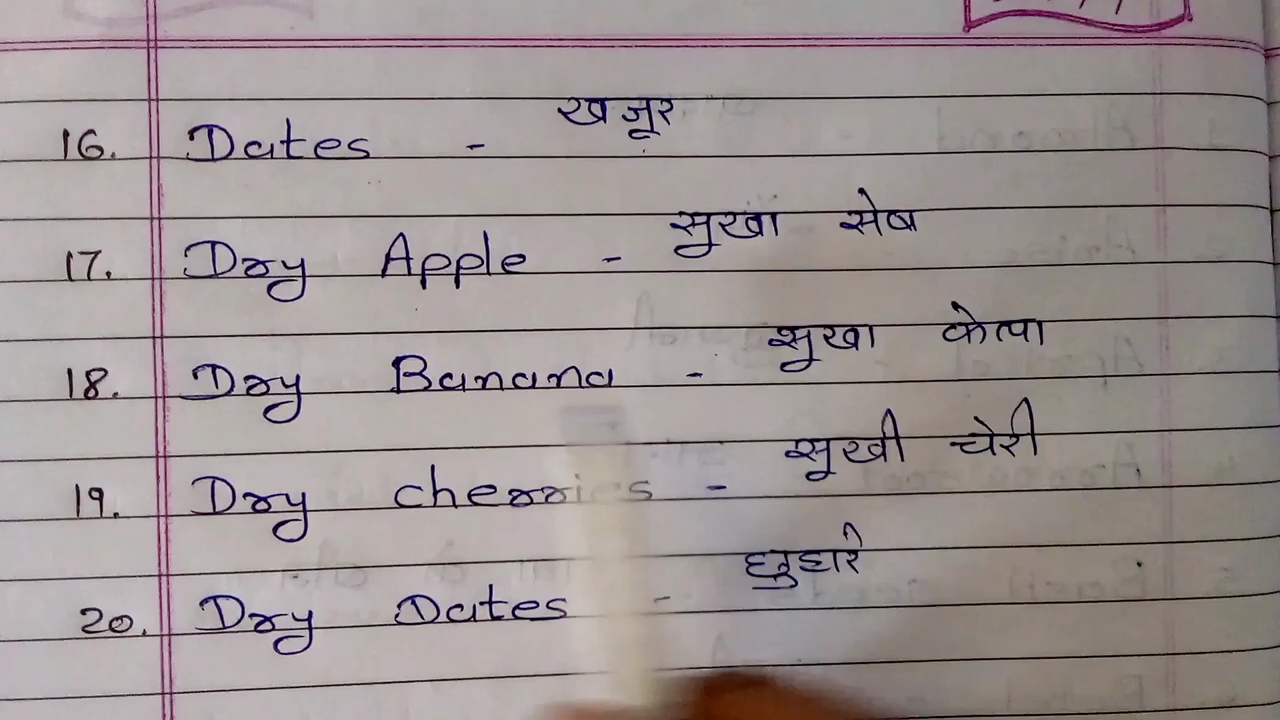 16. Dates - खजूर
17. Dry Apple - सुखा सेब
18. Dry Banana - सुखा केला
19. Dry cherries - सूखी चेरी
20. Dry Dates - छुहारे